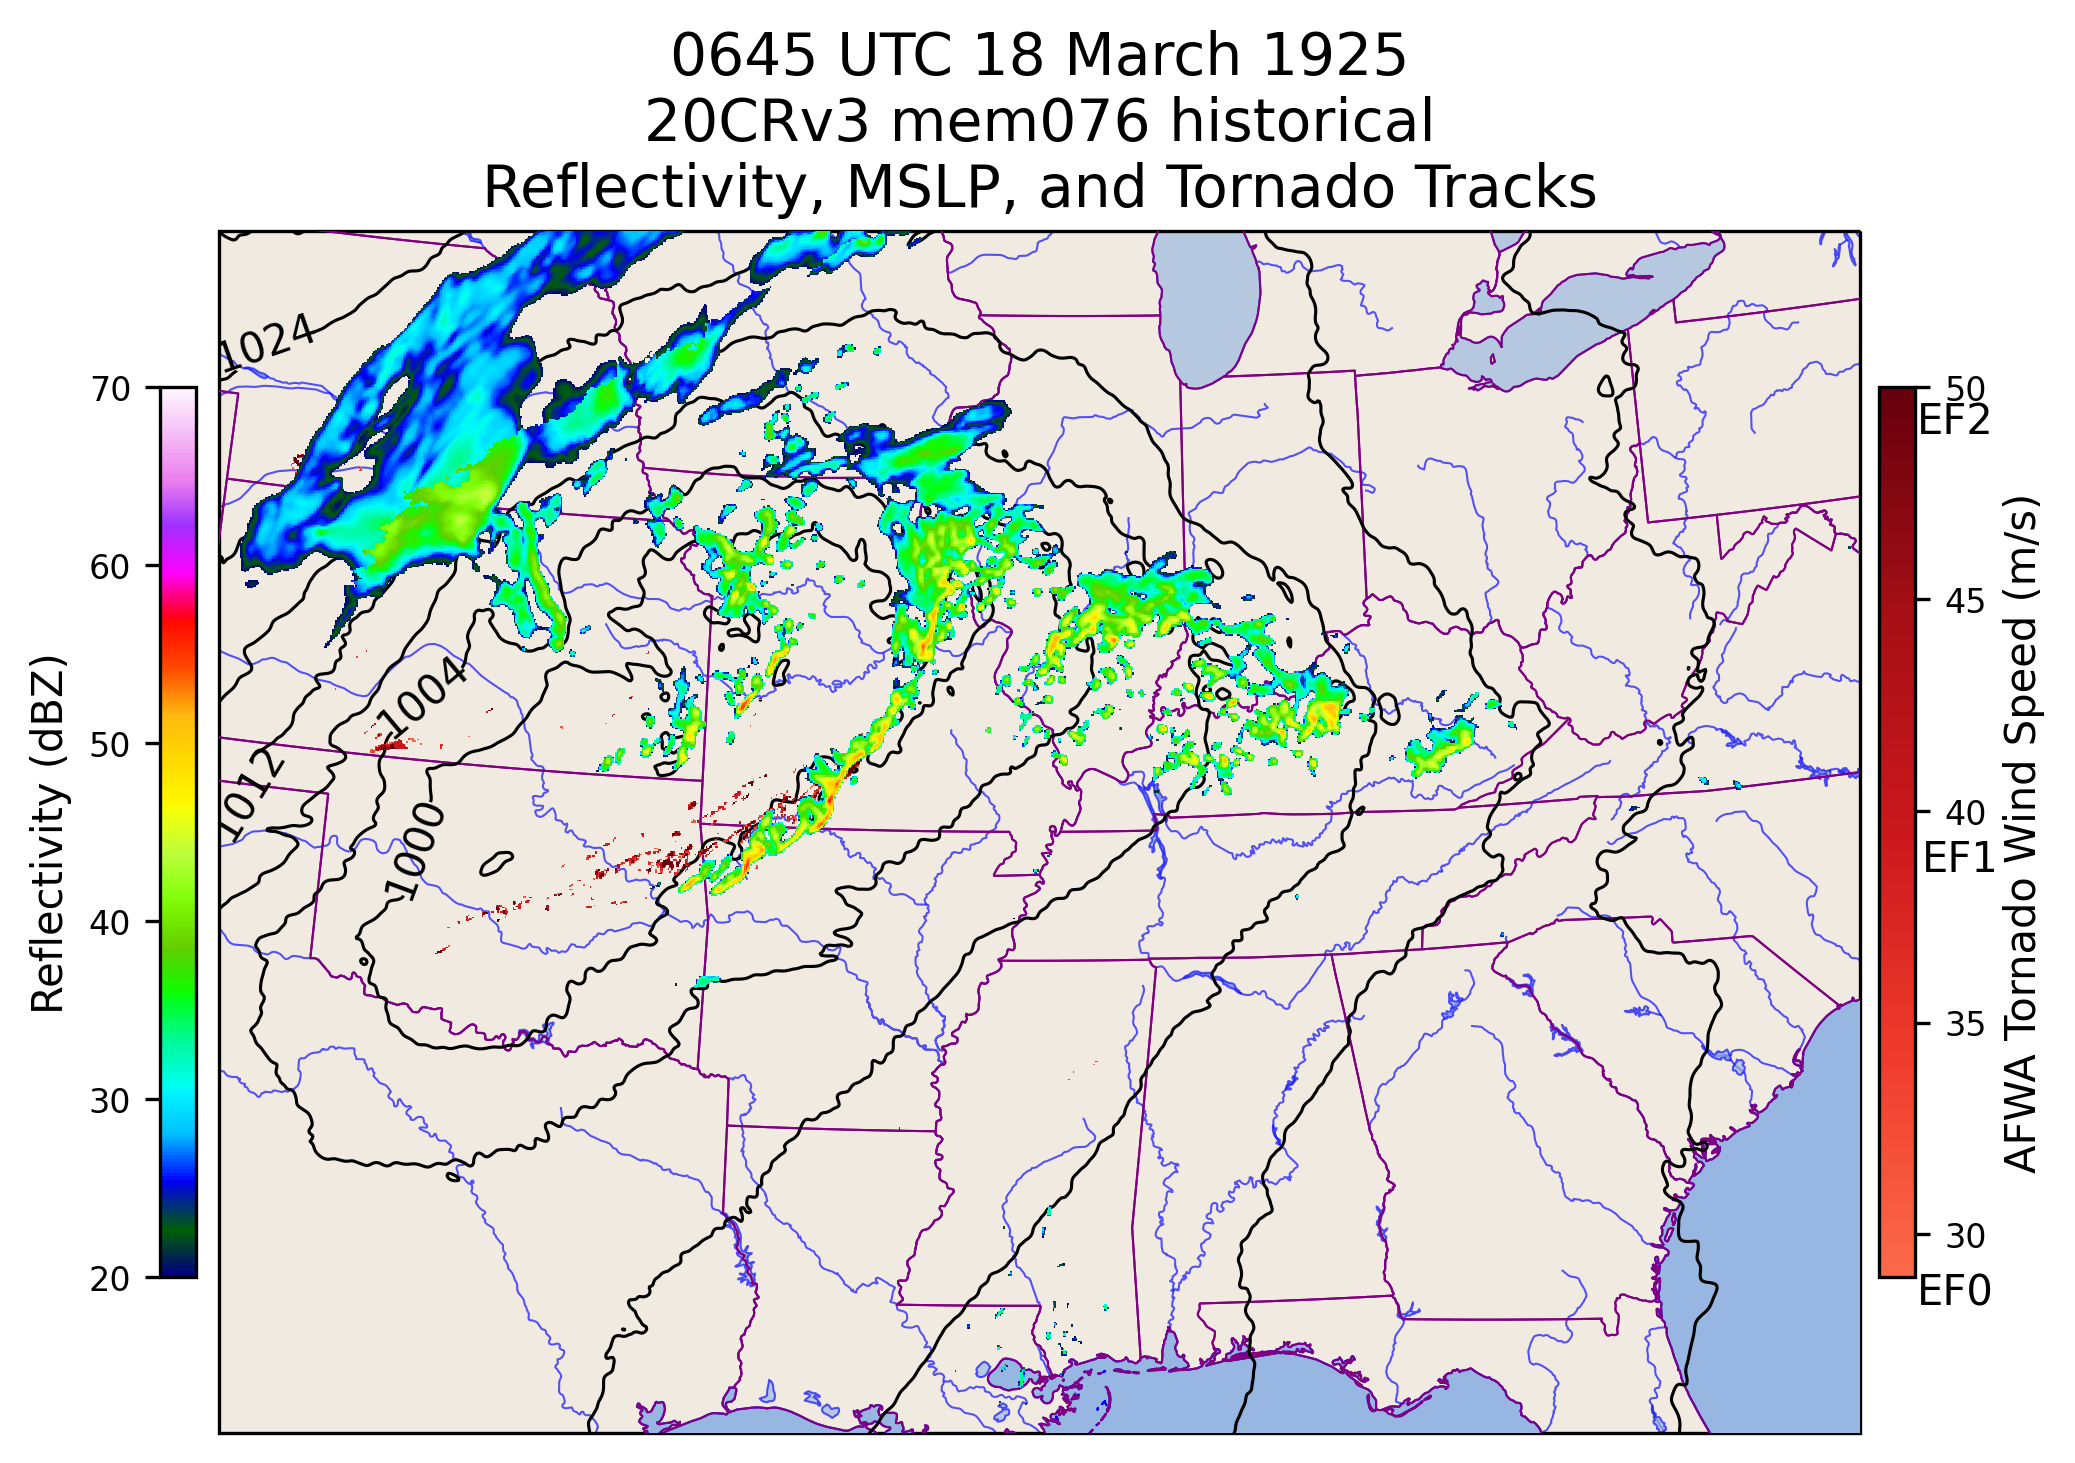 0645 UTC 18 March 1925
20CRv3 mem076 historical
Reflectivity, MSLP, and Tornado Tracks
1024
1004
1012
1000
70
60
50
40
30
20
Reflectivity (dBZ)
50
EF2
45
40
EF1
35
30
EF0
AFWA Tornado Wind Speed (m/s)